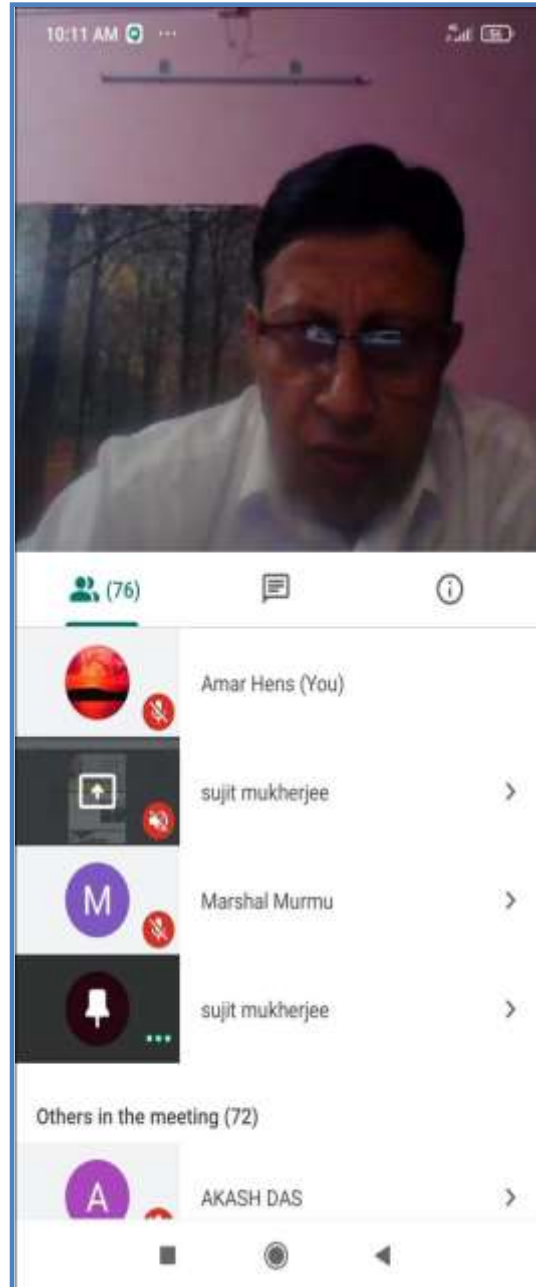 10:11 AM
(76)
Amar Hens (You)
sujit mukherjee
M
Marshal Murmu
sujit mukherjee
Others in the meeting (72)
A
AKASH DAS